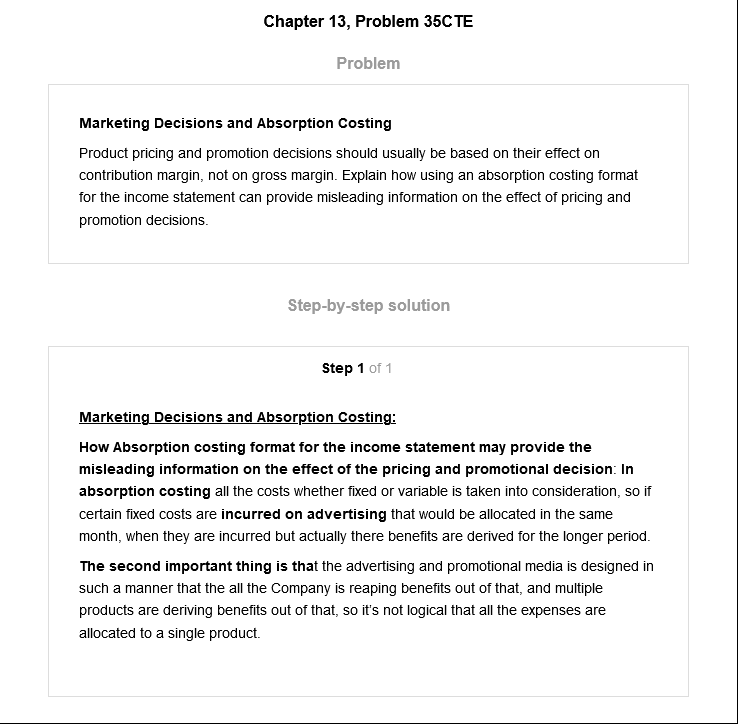 Chapter 13, Problem 35CTE
Problem
Marketing Decisions and Absorption Costing
Product pricing and promotion decisions should usually be based on their effect on
contribution margin, not on gross margin. Explain how using an absorption costing format
for the income statement can provide misleading information on the effect of pricing and
promotion decisions.
Step-by-step solution
Step 1 of 1
Marketing Decisions and Absorption Costing:
How Absorption costing format for the income statement may provide the
misleading information on the effect of the pricing and promotional decision: In
absorption costing all the costs whether fixed or variable is taken into consideration, so if
certain fixed costs are incurred on advertising that would be allocated in the same
month, when they are incurred but actually there benefits are derived for the longer period.
The second important thing is that the advertising and promotional media is designed in
such a manner that the all the Company is reaping benefits out of that, and multiple
products are deriving benefits out of that, so it's not logical that all the expenses are
allocated to a single product.